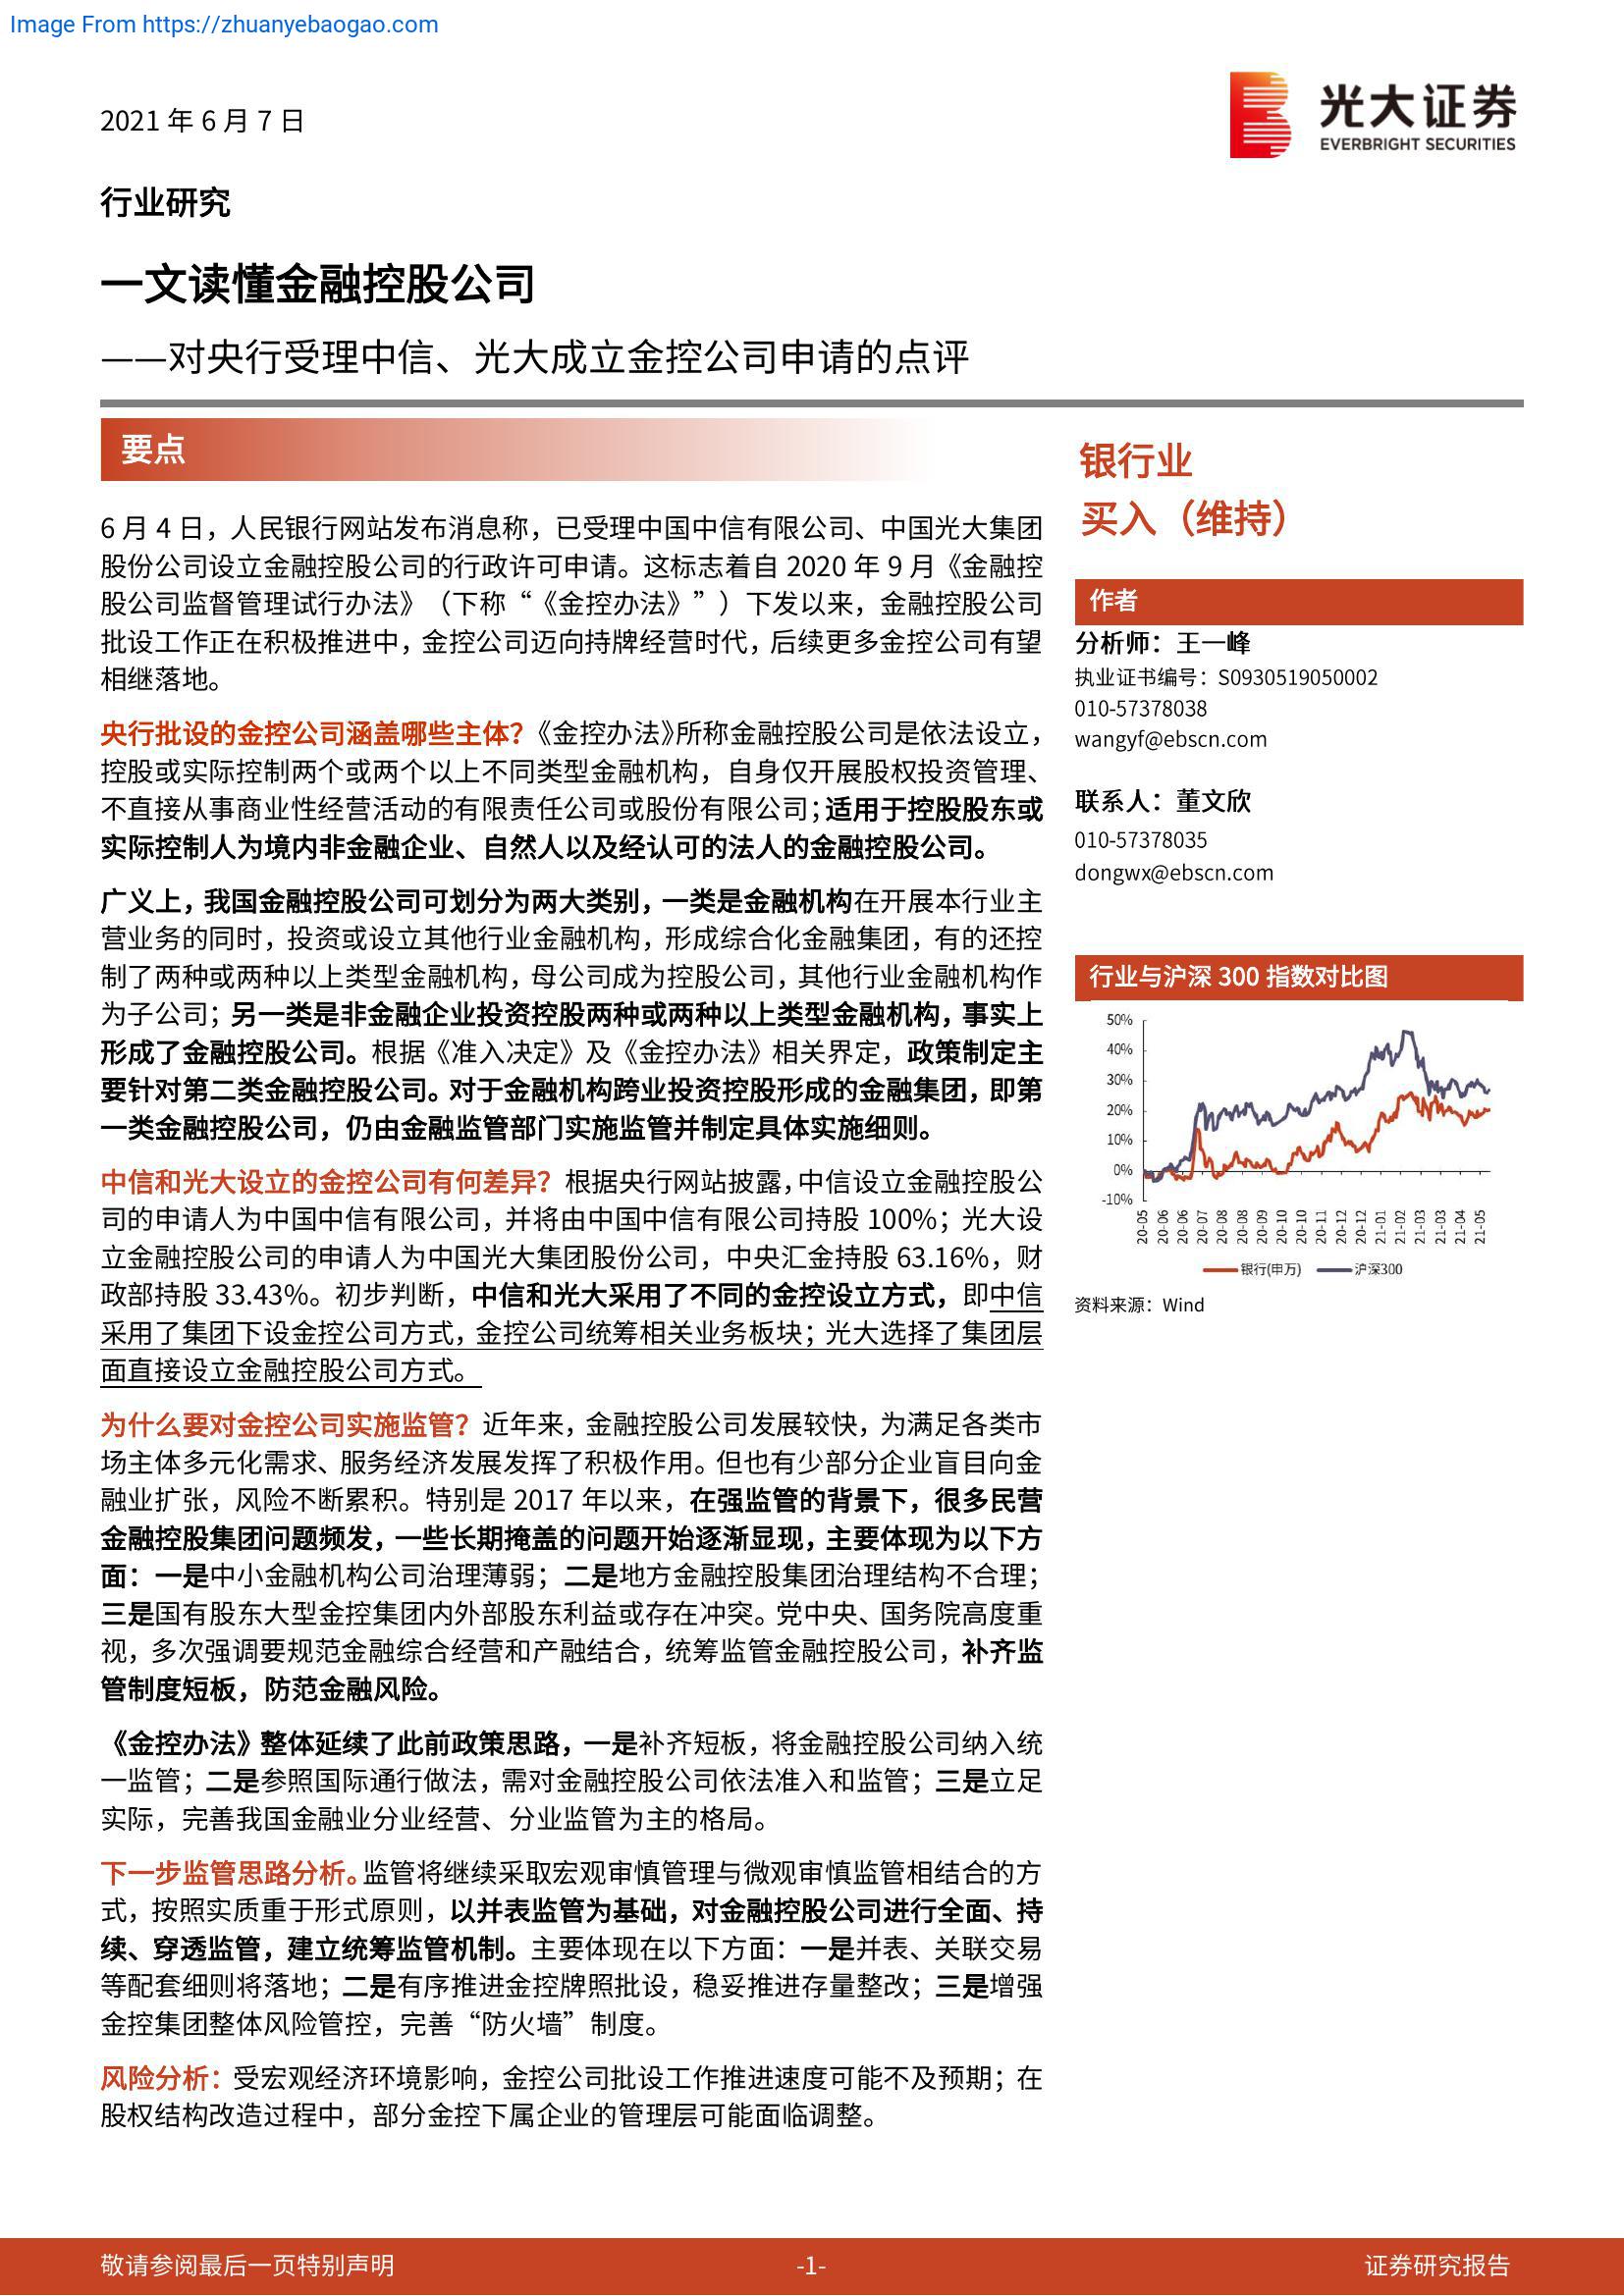 Image From https://zhuanyebaogao.com
2021 年 6 月 7 日
光大证券
EVERBRIGHT SECURITIES
行业研究
一文读懂金融控股公司
——对央行受理中信、光大成立金控公司申请的点评
要点
6 月 4 日，人民银行网站发布消息称，已受理中国中信有限公司、中国光大集团
股份公司设立金融控股公司的行政许可申请。这标志着自 2020 年 9 月《金融控
股公司监督管理试行办法》（下称“《金控办法》”）下发以来，金融控股公司
批设工作正在积极推进中，金控公司迈向持牌经营时代，后续更多金控公司有望
相继落地。
央行批设的金控公司涵盖哪些主体？《金控办法》所称金融控股公司是依法设立，
控股或实际控制两个或两个以上不同类型金融机构，自身仅开展股权投资管理、
不直接从事商业性经营活动的有限责任公司或股份有限公司；适用于控股股东或
实际控制人为境内非金融企业、自然人以及经认可的法人的金融控股公司。
广义上，我国金融控股公司可划分为两大类别，一类是金融机构在开展本行业主
营业务的同时，投资或设立其他行业金融机构，形成综合化金融集团，有的还控
制了两种或两种以上类型金融机构，母公司成为控股公司，其他行业金融机构作
为子公司；另一类是非金融企业投资控股两种或两种以上类型金融机构，事实上
形成了金融控股公司。根据《准入决定》及《金控办法》相关界定，政策制定主
要针对第二类金融控股公司。对于金融机构跨业投资控股形成的金融集团，即第
一类金融控股公司，仍由金融监管部门实施监管并制定具体实施细则。
中信和光大设立的金控公司有何差异？根据央行网站披露，中信设立金融控股公
司的申请人为中国中信有限公司，并将由中国中信有限公司持股 100%；光大设
立金融控股公司的申请人为中国光大集团股份公司，中央汇金持股 63.16%，财
政部持股 33.43%。初步判断，中信和光大采用了不同的金控设立方式，即中信
采用了集团下设金控公司方式，金控公司统筹相关业务板块；光大选择了集团层
面直接设立金融控股公司方式。
为什么要对金控公司实施监管？近年来，金融控股公司发展较快，为满足各类市
场主体多元化需求、服务经济发展发挥了积极作用。但也有少部分企业盲目向金
融业扩张，风险不断累积。特别是 2017 年以来，在强监管的背景下，很多民营
金融控股集团问题频发，一些长期掩盖的问题开始逐渐显现，主要体现为以下方
面：一是中小金融机构公司治理薄弱；二是地方金融控股集团治理结构不合理；
三是国有股东大型金控集团内外部股东利益或存在冲突。党中央、国务院高度重
视，多次强调要规范金融综合经营和产融结合，统筹监管金融控股公司，补齐监
管制度短板，防范金融风险。
《金控办法》整体延续了此前政策思路，一是补齐短板，将金融控股公司纳入统
一监管；二是参照国际通行做法，需对金融控股公司依法准入和监管；三是立足
实际，完善我国金融业分业经营、分业监管为主的格局。
下一步监管思路分析。监管将继续采取宏观审慎管理与微观审慎监管相结合的方
式，按照实质重于形式原则，以并表监管为基础，对金融控股公司进行全面、持
续、穿透监管，建立统筹监管机制。主要体现在以下方面：一是并表、关联交易
等配套细则将落地；二是有序推进金控牌照批设，稳妥推进存量整改；三是增强
金控集团整体风险管控，完善“防火墙”制度。
风险分析：受宏观经济环境影响，金控公司批设工作推进速度可能不及预期；在
股权结构改造过程中，部分金控下属企业的管理层可能面临调整。
银行业
买入（维持）
作者
分析师：王一峰
执业证书编号：S0930519050002
010-57378038
wangyf@ebscn.com
联系人：董文欣
010-57378035
dongwx@ebscn.com
行业与沪深 300 指数对比图
50%
40%
30%
20%
10%
0%
-10%
20-05 20-06 20-06 20-07 20-08 20-08 20-09 20-10 20-10 20-11 20-12 20-12 21-01 21-02 21-03 21-03 21-04 21-05
银行(申万) 沪深300
资料来源：Wind
敬请参阅最后一页特别声明 -1- 证券研究报告